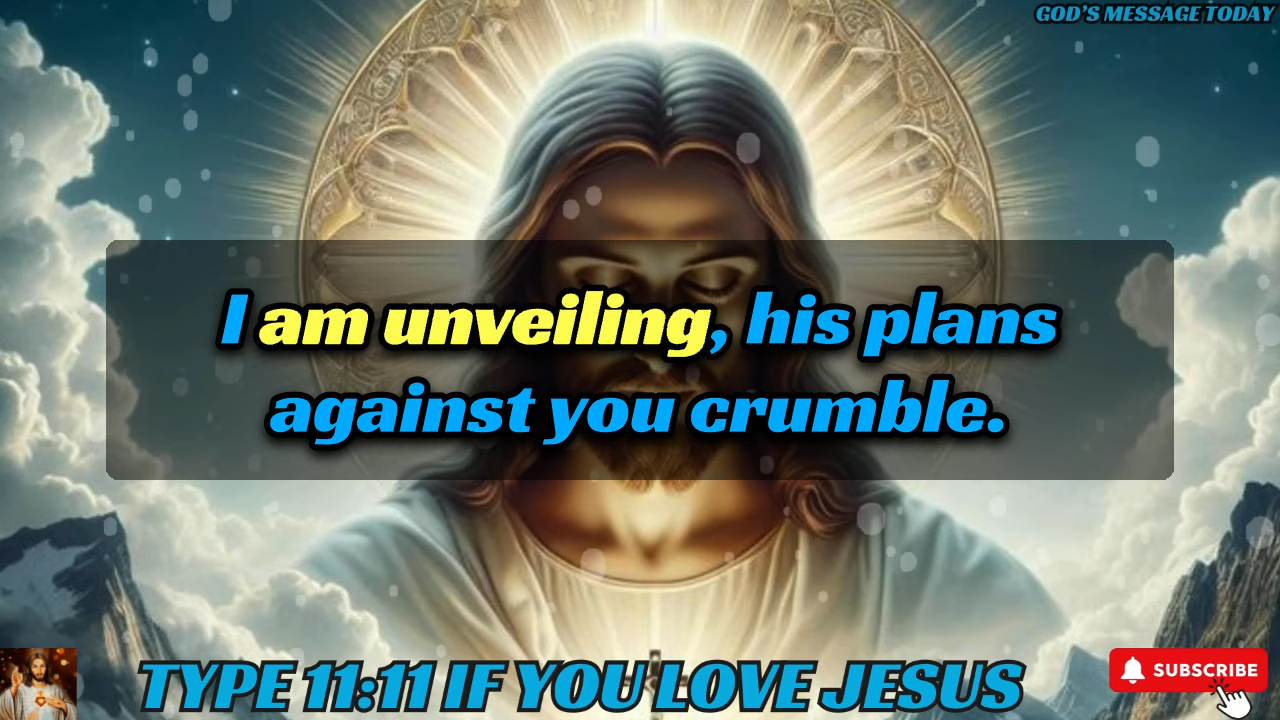 GOD'S MESSAGE TODAY
I am unveiling, his plans
against you crumble.
TYPE 11:11 IF YOU LOVE JESUS
SUBSCRIBE